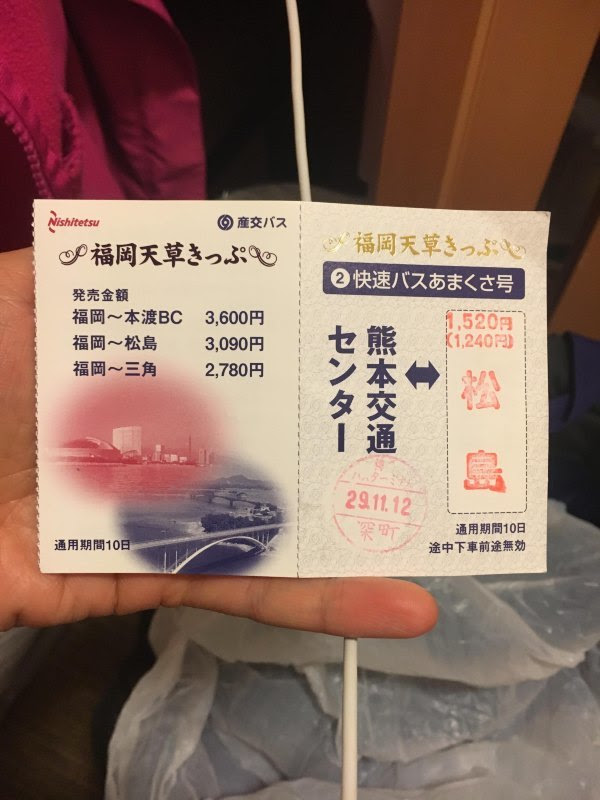 Nishitetsu
産交バス
福岡天草きっぷ
発売金額
福岡〜本渡BC 3,600円
福岡〜松島 3,090円
福岡〜三角 2,780円
通用期間10日
福岡天草きっぷ
②快速バスあまくさ号
熊本交通
センター
↔
1,520円
(1,240円)
松島
29.11.12
通用期間10日
途中下車前途無効